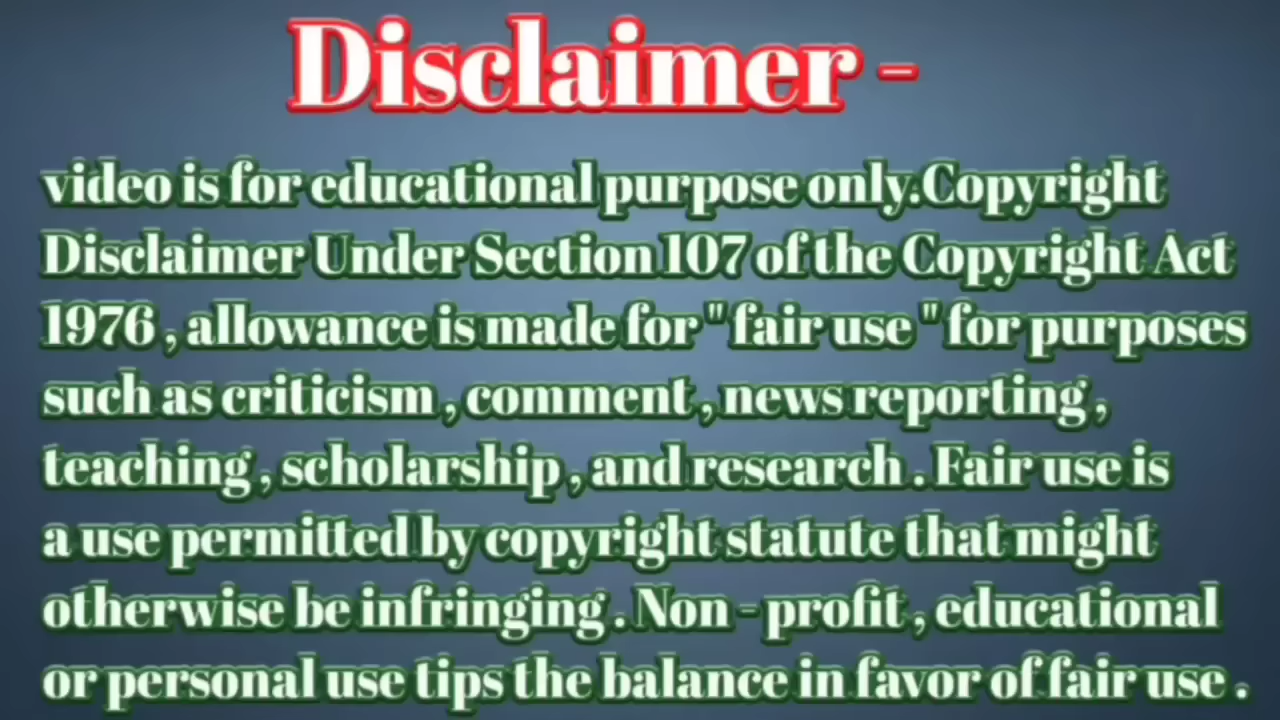 Disclaimer -
video is for educational purpose only.Copyright
Disclaimer Under Section 107 of the Copyright Act
1976 , allowance is made for " fair use " for purposes
such as criticism , comment , news reporting ,
teaching , scholarship , and research . Fair use is
a use permitted by copyright statute that might
otherwise be infringing . Non - profit , educational
or personal use tips the balance in favor of fair use .